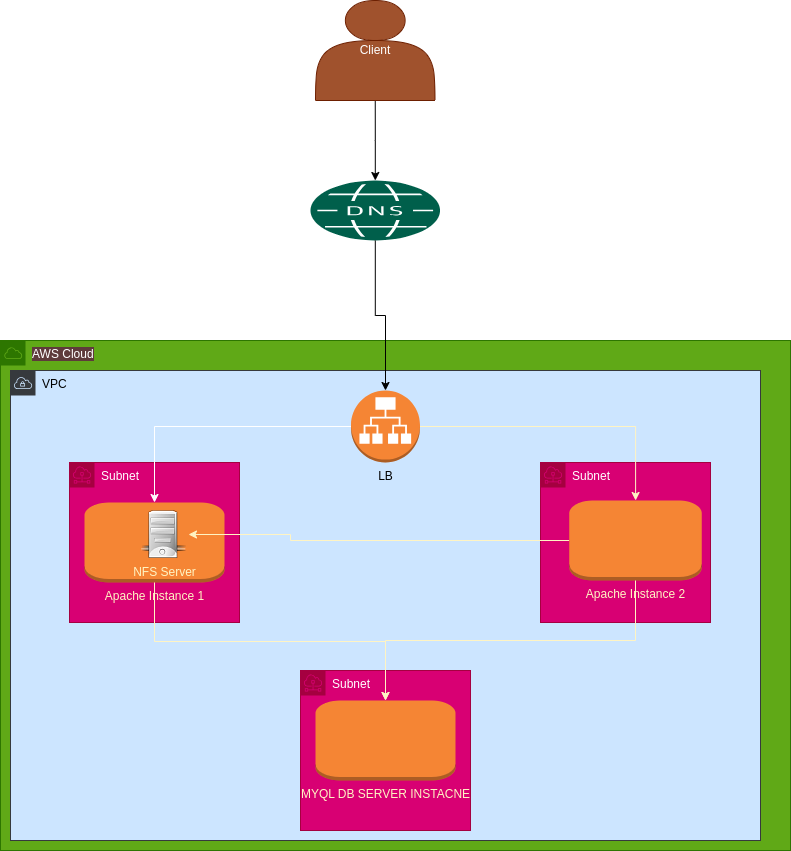 Client
DNS
AWS Cloud
VPC
LB
Subnet
Subnet
NFS Server
Apache Instance 1
Apache Instance 2
Subnet
MYQL DB SERVER INSTACNE